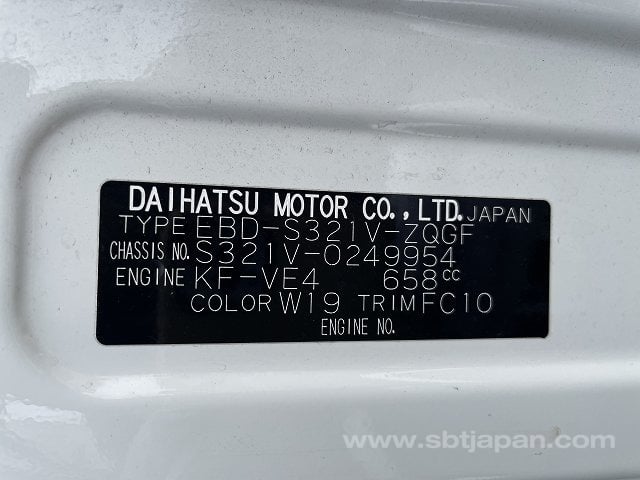 DAIHATSU MOTOR CO., LTD. JAPAN
TYPE EBD-S321V-ZQGF
CHASSIS NO. S321V-0249954
ENGINE KF-VE4 658cc
COLOR W19 TRIM FC10
ENGINE NO.
www.sbtjapan.com